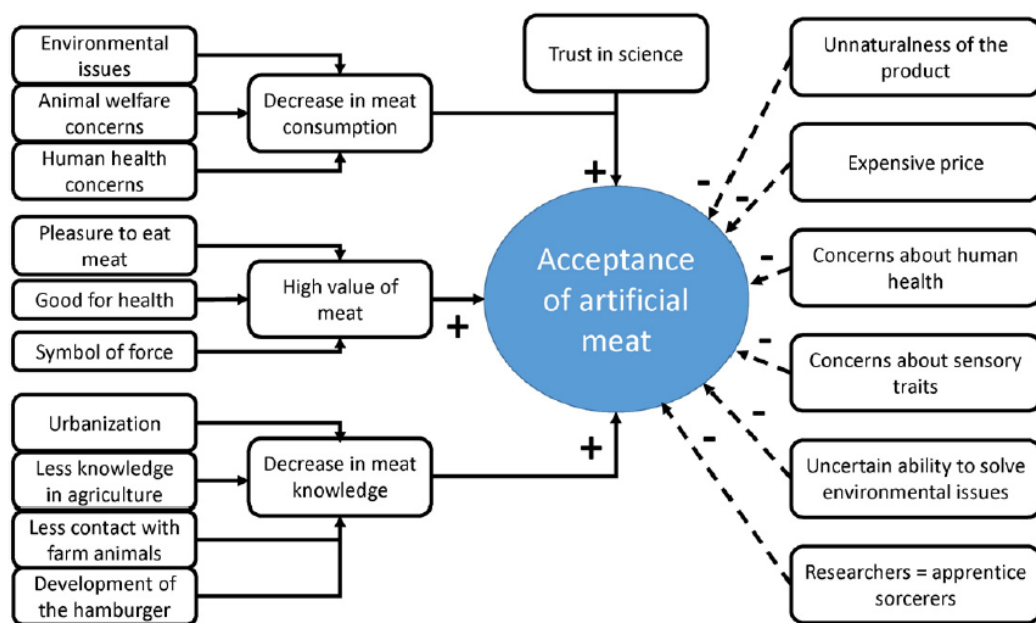 Environmental
issues
Animal welfare
concerns
Human health
concerns
Decrease in meat
consumption
Trust in science
+
Pleasure to eat
meat
Good for health
Symbol of force
High value of
meat
+
Urbanization
Less knowledge
in agriculture
Less contact with
farm animals
Development of
the hamburger
Decrease in meat
knowledge
+
Acceptance
of artificial
meat
-
-
-
-
-
-
Unnaturalness of the
product
Expensive price
Concerns about human
health
Concerns about sensory
traits
Uncertain ability to solve
environmental issues
Researchers = apprentice
sorcerers